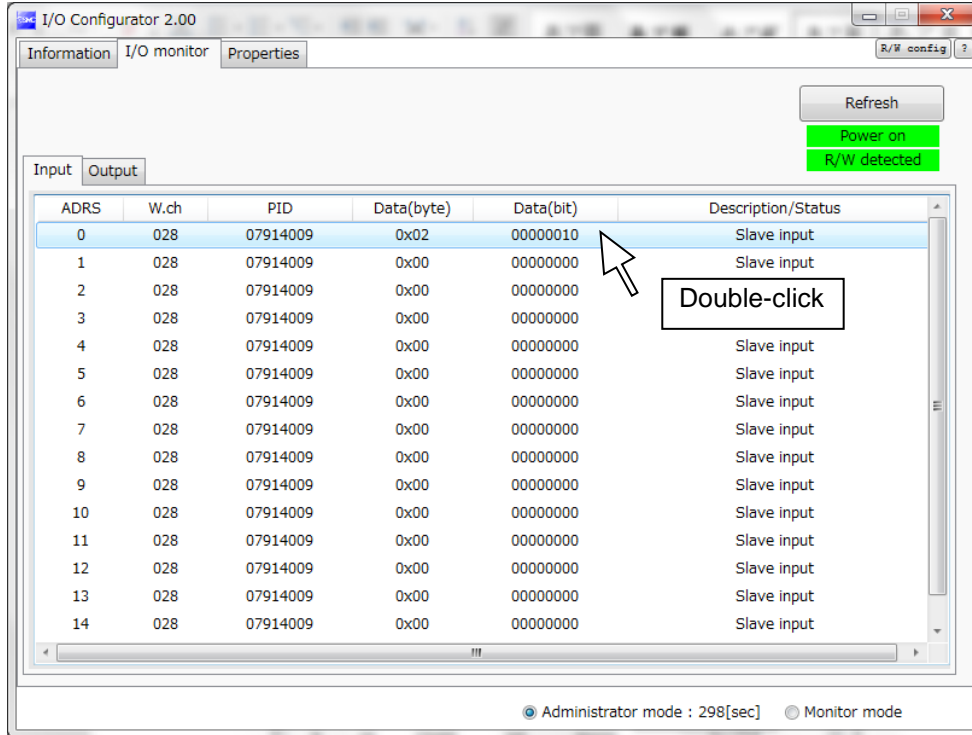 I/O Configurator 2.00
Information I/O monitor Properties R/W config ?
Refresh
Power on
R/W detected
Input Output
ADRS W.ch PID Data(byte) Data(bit) Description/Status
0 028 07914009 0x02 00000010 Slave input
1 028 07914009 0x00 00000000 Slave input
2 028 07914009 0x00 00000000
3 028 07914009 0x00 00000000
Double-click
4 028 07914009 0x00 00000000 Slave input
5 028 07914009 0x00 00000000 Slave input
6 028 07914009 0x00 00000000 Slave input
7 028 07914009 0x00 00000000 Slave input
8 028 07914009 0x00 00000000 Slave input
9 028 07914009 0x00 00000000 Slave input
10 028 07914009 0x00 00000000 Slave input
11 028 07914009 0x00 00000000 Slave input
12 028 07914009 0x00 00000000 Slave input
13 028 07914009 0x00 00000000 Slave input
14 028 07914009 0x00 00000000 Slave input
Administrator mode : 298[sec] Monitor mode